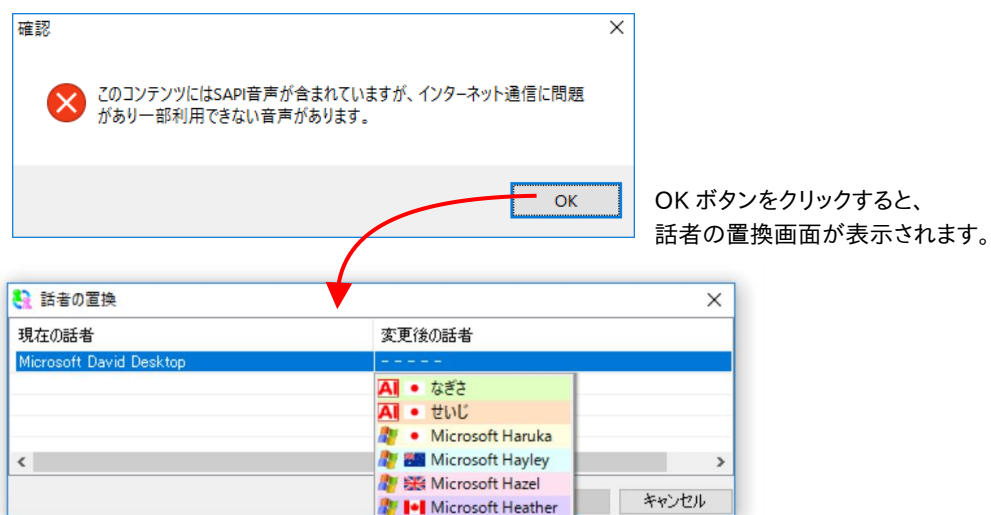 確認
このコンテンツにはSAPI音声が含まれていますが、インターネット通信に問題
があり一部利用できない音声があります。
OK
OK ボタンをクリックすると、
話者の置換画面が表示されます。
話者の置換
現在の話者 変更後の話者
Microsoft David Desktop - - - - -
AI なぎさ
AI せいじ
Microsoft Haruka
Microsoft Hayley
Microsoft Hazel
Microsoft Heather
キャンセル